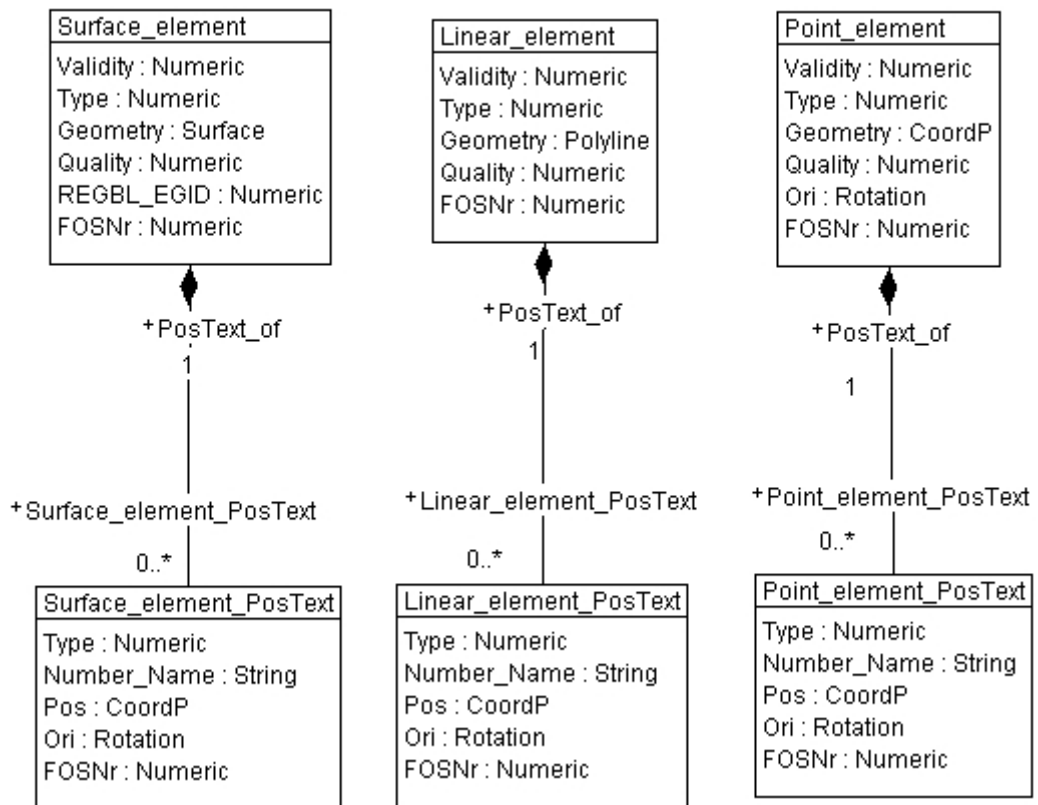 Surface_element
Validity : Numeric
Type : Numeric
Geometry : Surface
Quality : Numeric
REGBL_EGID : Numeric
FOSNr : Numeric
+PosText_of
1
+Surface_element_PosText
0..*
Surface_element_PosText
Type : Numeric
Number_Name : String
Pos : CoordP
Ori : Rotation
FOSNr : Numeric
Linear_element
Validity : Numeric
Type : Numeric
Geometry : Polyline
Quality : Numeric
FOSNr : Numeric
+PosText_of
1
+Linear_element_PosText
0..*
Linear_element_PosText
Type : Numeric
Number_Name : String
Pos : CoordP
Ori : Rotation
FOSNr : Numeric
Point_element
Validity : Numeric
Type : Numeric
Geometry : CoordP
Quality : Numeric
Ori : Rotation
FOSNr : Numeric
+PosText_of
1
+Point_element_PosText
0..*
Point_element_PosText
Type : Numeric
Number_Name : String
Pos : CoordP
Ori : Rotation
FOSNr : Numeric